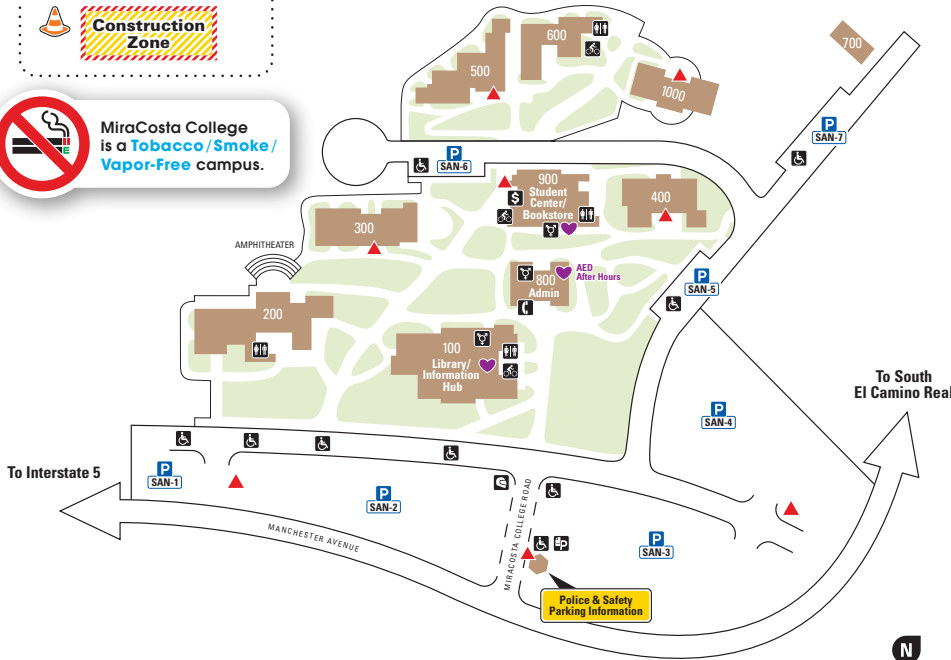 Construction
Zone
MiraCosta College
is a Tobacco/Smoke/
Vapor-Free campus.
600
500
700
1000
P
SAN-7
P
SAN-6
900
Student
Center/
Bookstore
$
400
300
AMPHITHEATER
AED
After Hours
800
Admin
P
SAN-5
200
100
Library/
Information
Hub
To South
El Camino Real
P
SAN-4
To Interstate 5
P
SAN-1
P
SAN-2
MANCHESTER AVENUE
MIRACOSTA COLLEGE ROAD
P
P
SAN-3
Police & Safety
Parking Information
N